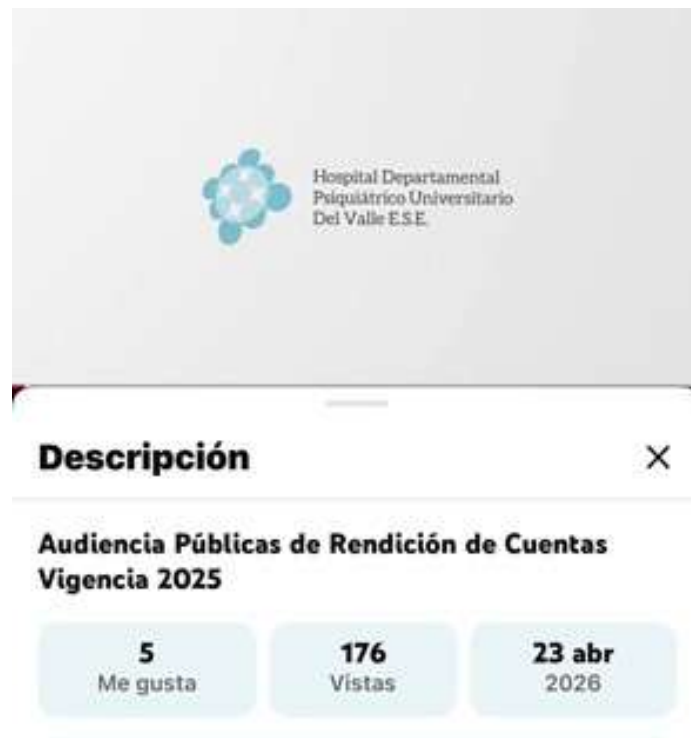 Hospital Departamental
Psiquiátrico Universitario
Del Valle E.S.E.
Descripción
Audiencia Públicas de Rendición de Cuentas
Vigencia 2025
5
Me gusta
176
Vistas
23 abr
2026